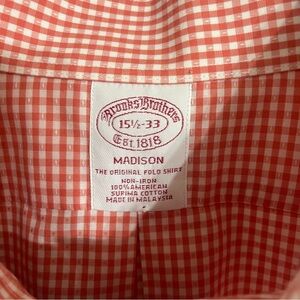 Brooks Brothers
15½-33
Est. 1818
MADISON
THE ORIGINAL POLO SHIRT
NON-IRON
100% AMERICAN
SUPIMA COTTON
MADE IN MALAYSIA